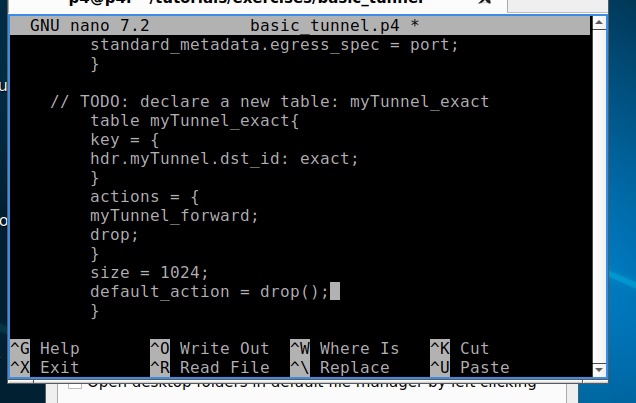 p4@p4: ~/tutorials/exercises/basic_tunnel
GNU nano 7.2 basic_tunnel.p4 *
standard_metadata.egress_spec = port;
}
// TODO: declare a new table: myTunnel_exact
table myTunnel_exact{
key = {
hdr.myTunnel.dst_id: exact;
}
actions = {
myTunnel_forward;
drop;
}
size = 1024;
default_action = drop();
}
^G Help ^O Write Out ^W Where Is ^K Cut
^X Exit ^R Read File ^\ Replace ^U Paste
Open desktop folders in default file manager by left clicking